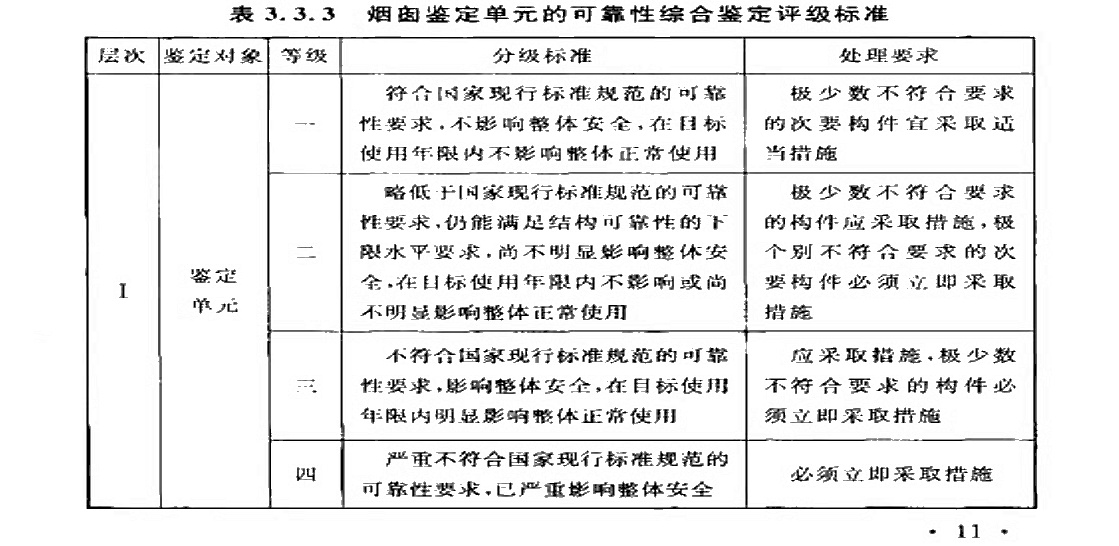 表 3.3.3 烟囱鉴定单元的可靠性综合鉴定评级标准
层次 鉴定对象 等级 分级标准 处理要求
I
鉴定
单元
一
符合国家现行标准规范的可靠
性要求,不影响整体安全,在目标
使用年限内不影响整体正常使用
极少数不符合要求
的次要构件宜采取适
当措施
二
略低于国家现行标准规范的可靠
性要求,仍能满足结构可靠性的下
限水平要求,尚不明显影响整体安
全,在目标使用年限内不影响或尚
不明显影响整体正常使用
极少数不符合要求
的构件应采取措施,极
个别不符合要求的次
要构件必须立即采取
措施
三
不符合国家现行标准规范的可靠
性要求,影响整体安全,在目标使用
年限内明显影响整体正常使用
应采取措施,极少数
不符合要求的构件必
须立即采取措施
四
严重不符合国家现行标准规范的
可靠性要求,已严重影响整体安全
必须立即采取措施
· 11 ·